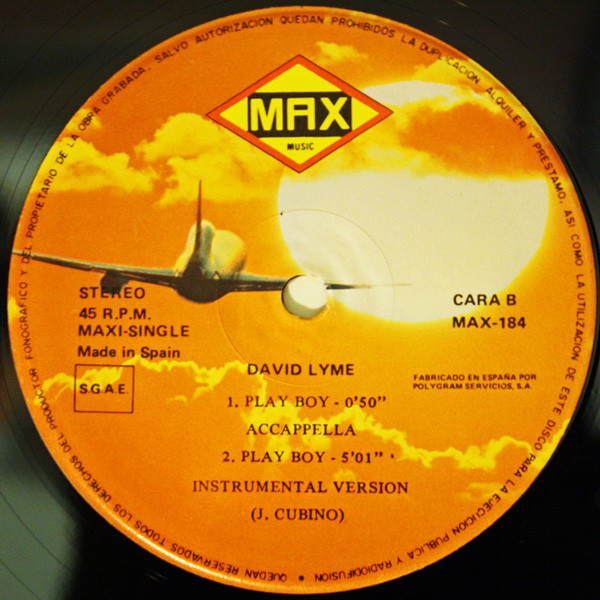 QUEDAN RESERVADOS TODOS LOS DERECHOS DEL PRODUCTOR FONOGRAFICO Y DEL PROPIETARIO DE LA OBRA GRABADA. SALVO AUTORIZACION QUEDAN PROHIBIDOS LA DUPLICACION, ALQUILER Y PRESTAMO, ASI COMO LA UTILIZACION DE ESTE DISCO PARA LA EJECUCION PUBLICA Y RADIODIFUSION •
MAX
MUSIC
STEREO
45 R.P.M.
MAXI-SINGLE
Made in Spain
S.G.A.E.
CARA B
MAX-184
FABRICADO EN ESPAÑA POR
POLYGRAM SERVICIOS, S.A.
DAVID LYME
1. PLAY BOY - 0'50"
ACCAPPELLA
2. PLAY BOY - 5'01"
INSTRUMENTAL VERSION
(J. CUBINO)